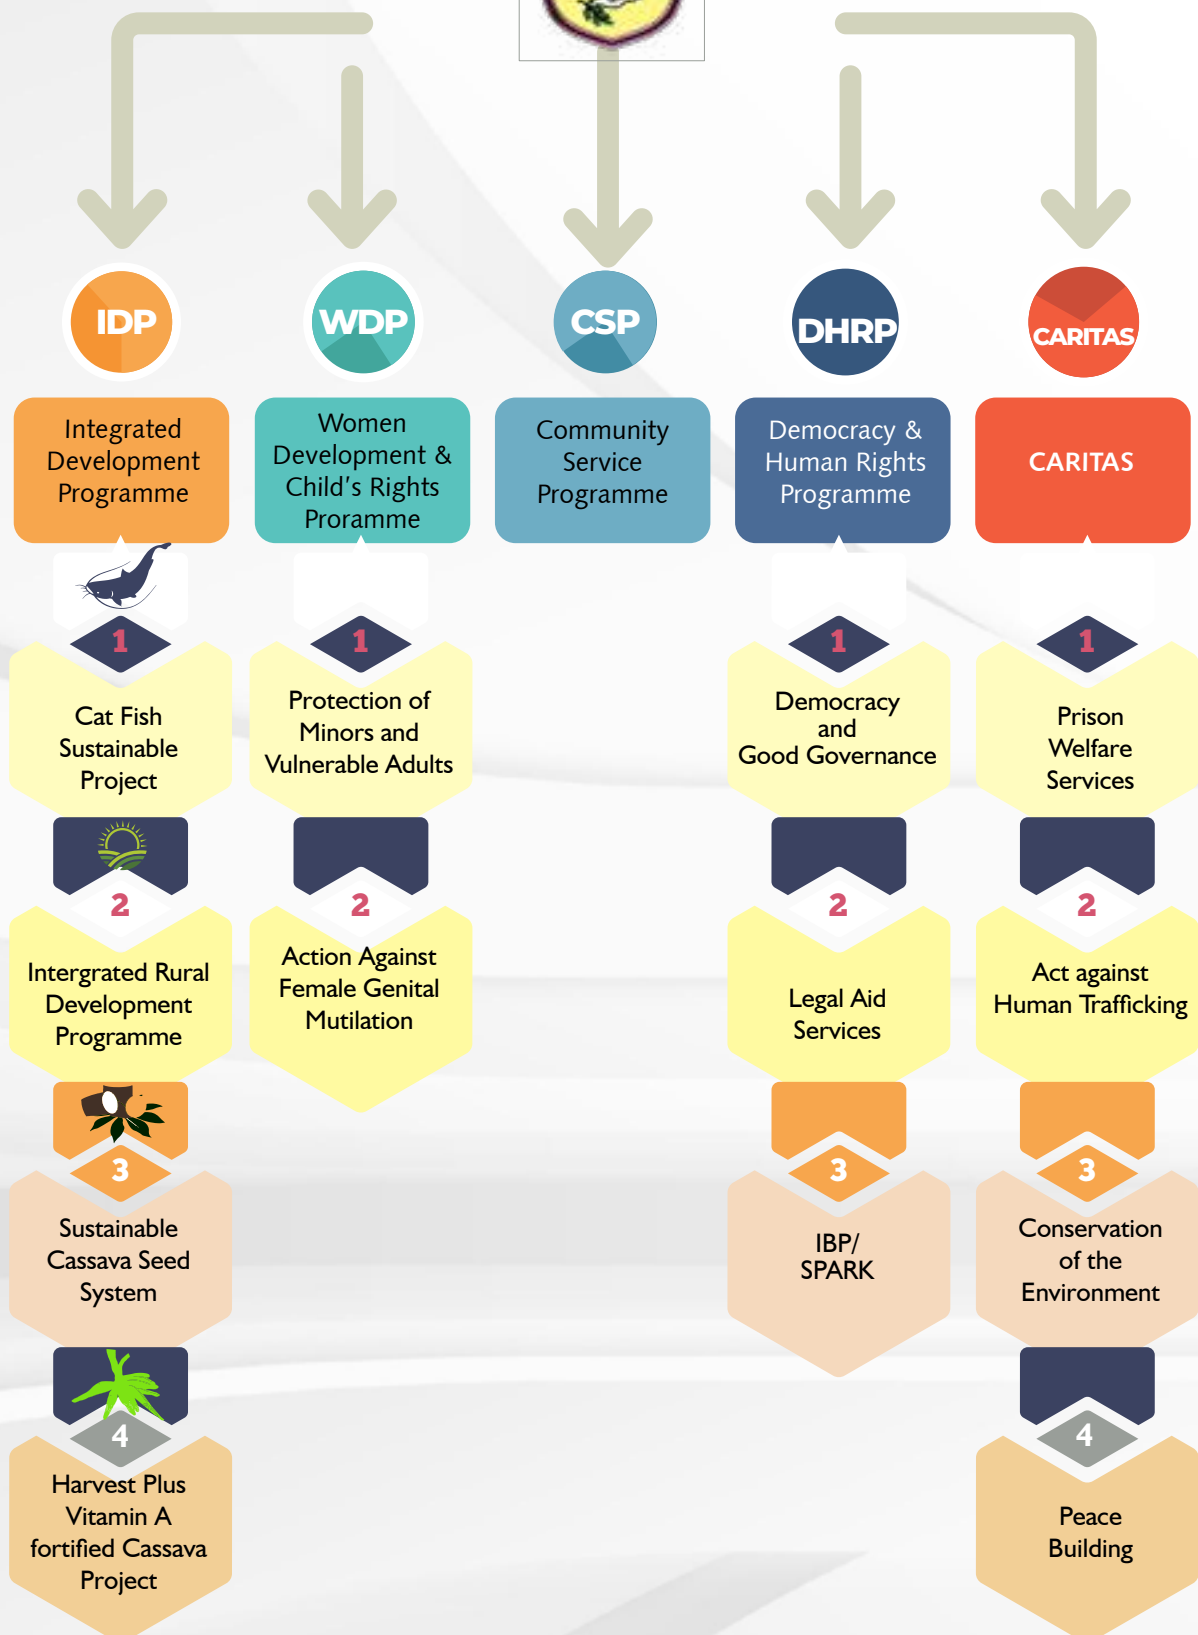 IDP
WDP
CSP
DHRP
CARITAS
Integrated
Development
Programme
Women
Development &
Child's Rights
Proramme
Community
Service
Programme
Democracy &
Human Rights
Programme
CARITAS
1
Cat Fish
Sustainable
Project
2
Intergrated Rural
Development
Programme
3
Sustainable
Cassava Seed
System
4
Harvest Plus
Vitamin A
fortified Cassava
Project
1
Protection of
Minors and
Vulnerable Adults
2
Action Against
Female Genital
Mutilation
1
Democracy
and
Good Governance
2
Legal Aid
Services
3
IBP/
SPARK
1
Prison
Welfare
Services
2
Act against
Human Trafficking
3
Conservation
of the
Environment
4
Peace
Building